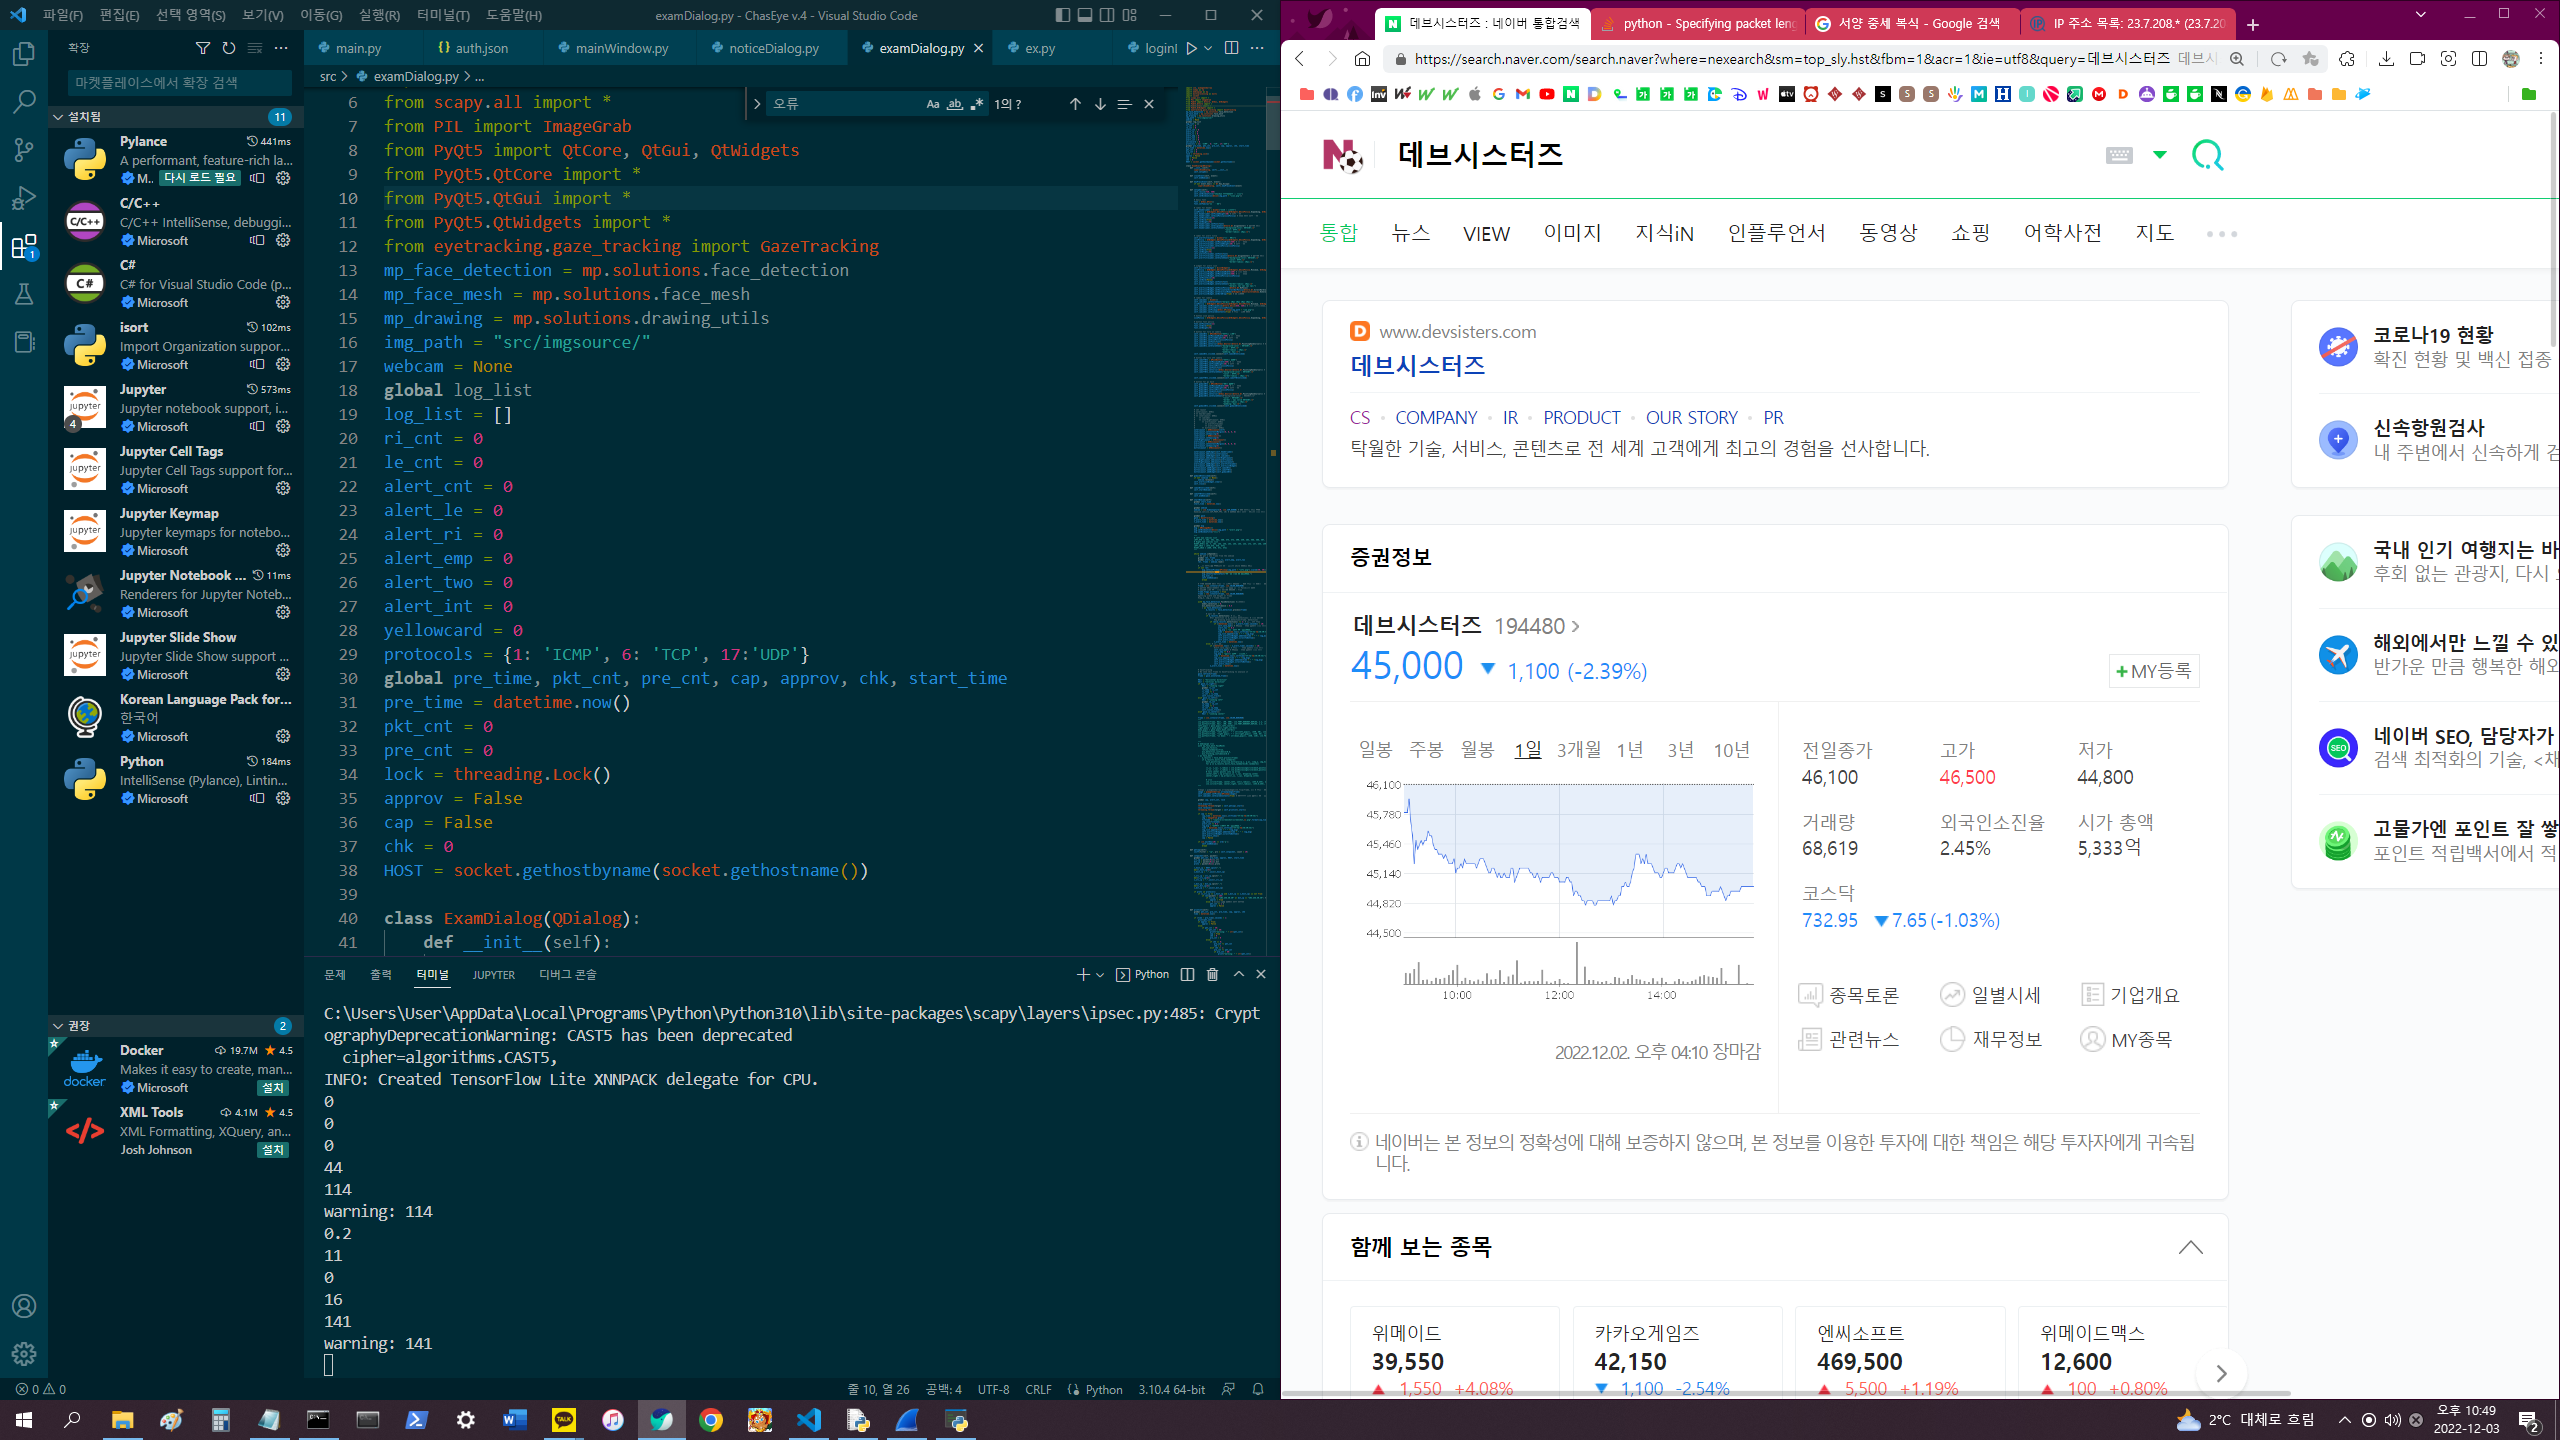 파일(F) 편집(E) 선택 영역(S) 보기(V) 이동(G) 실행(R) 터미널(T) 도움말(H)
examDialog.py - ChasEye v.4 - Visual Studio Code
확장
마켓플레이스에서 확장 검색
설치됨 11
Pylance 441ms
A performant, feature-rich la...
M.. 다시 로드 필요
C/C++
C/C++ IntelliSense, debuggi...
Microsoft
C#
C# for Visual Studio Code (p...
Microsoft
isort 102ms
Import Organization suppor...
Microsoft
Jupyter 573ms
Jupyter notebook support, i...
Microsoft
Jupyter Cell Tags
Jupyter Cell Tags support for...
Microsoft
Jupyter Keymap
Jupyter keymaps for notebo...
Microsoft
Jupyter Notebook ... 11ms
Renderers for Jupyter Noteb...
Microsoft
Jupyter Slide Show
Jupyter Slide Show support ...
Microsoft
Korean Language Pack for...
한국어
Microsoft
Python 184ms
IntelliSense (Pylance), Lintin...
Microsoft
권장 2
Docker 19.7M 4.5
Makes it easy to create, man...
Microsoft 설치
XML Tools 4.1M 4.5
XML Formatting, XQuery, an...
Josh Johnson 설치
main.py auth.json mainWindow.py noticeDialog.py examDialog.py ex.py loginI
src > examDialog.py > ...
오류 Aa ab 1의 ?
6 from scapy.all import *
7 from PIL import ImageGrab
8 from PyQt5 import QtCore, QtGui, QtWidgets
9 from PyQt5.QtCore import *
10 from PyQt5.QtGui import *
11 from PyQt5.QtWidgets import *
12 from eyetracking.gaze_tracking import GazeTracking
13 mp_face_detection = mp.solutions.face_detection
14 mp_face_mesh = mp.solutions.face_mesh
15 mp_drawing = mp.solutions.drawing_utils
16 img_path = "src/imgsource/"
17 webcam = None
18 global log_list
19 log_list = []
20 ri_cnt = 0
21 le_cnt = 0
22 alert_cnt = 0
23 alert_le = 0
24 alert_ri = 0
25 alert_emp = 0
26 alert_two = 0
27 alert_int = 0
28 yellowcard = 0
29 protocols = {1: 'ICMP', 6: 'TCP', 17:'UDP'}
30 global pre_time, pkt_cnt, pre_cnt, cap, approv, chk, start_time
31 pre_time = datetime.now()
32 pkt_cnt = 0
33 pre_cnt = 0
34 lock = threading.Lock()
35 approv = False
36 cap = False
37 chk = 0
38 HOST = socket.gethostbyname(socket.gethostname())
39
40 class ExamDialog(QDialog):
41 def __init__(self):
문제 출력 터미널 JUPYTER 디버그 콘솔
Python
C:\Users\User\AppData\Local\Programs\Python\Python310\lib\site-packages\scapy\layers\ipsec.py:485: Crypt
ographyDeprecationWarning: CAST5 has been deprecated
cipher=algorithms.CAST5,
INFO: Created TensorFlow Lite XNNPACK delegate for CPU.
0
0
0
44
114
warning: 114
0.2
11
0
16
141
warning: 141
0 0
줄 10, 열 26 공백: 4 UTF-8 CRLF Python 3.10.4 64-bit
데브시스터즈 : 네이버 통합검색
python - Specifying packet leng
서양 중세 복식 - Google 검색
IP 주소 목록: 23.7.208.* (23.7.20
https://search.naver.com/search.naver?where=nexearch&sm=top_sly.hst&fbm=1&acr=1&ie=utf8&query=데브시스터즈 데브시
데브시스터즈
통합 뉴스 VIEW 이미지 지식iN 인플루언서 동영상 쇼핑 어학사전 지도
www.devsisters.com
데브시스터즈
CS COMPANY IR PRODUCT OUR STORY PR
탁월한 기술, 서비스, 콘텐츠로 전 세계 고객에게 최고의 경험을 선사합니다.
증권정보
데브시스터즈 194480
45,000 ▼ 1,100 (-2.39%)
+MY등록
일봉 주봉 월봉 1일 3개월 1년 3년 10년
46,100
45,780
45,460
45,140
44,820
44,500
10:00 12:00 14:00
2022.12.02. 오후 04:10 장마감
전일종가 고가 저가
46,100 46,500 44,800
거래량 외국인소진율 시가 총액
68,619 2.45% 5,333억
코스닥
732.95 ▼7.65(-1.03%)
종목토론 일별시세 기업개요
관련뉴스 재무정보 MY종목
네이버는 본 정보의 정확성에 대해 보증하지 않으며, 본 정보를 이용한 투자에 대한 책임은 해당 투자자에게 귀속됩
니다.
함께 보는 종목
위메이드 카카오게임즈 엔씨소프트 위메이드맥스
39,550 42,150 469,500 12,600
▲ 1,550 +4.08% ▼ 1,100 -2.54% ▲ 5,500 +1.19% ▲ 100 +0.80%
코로나19 현황
확진 현황 및 백신 접종
신속항원검사
내 주변에서 신속하게 검
국내 인기 여행지는 바
후회 없는 관광지, 다시
해외에서만 느낄 수 있
반가운 만큼 행복한 해외
네이버 SEO, 담당자가
검색 최적화의 기술, <채
고물가엔 포인트 잘 쌓
포인트 적립백서에서 적
2°C 대체로 흐림
오후 10:49
2022-12-03
2